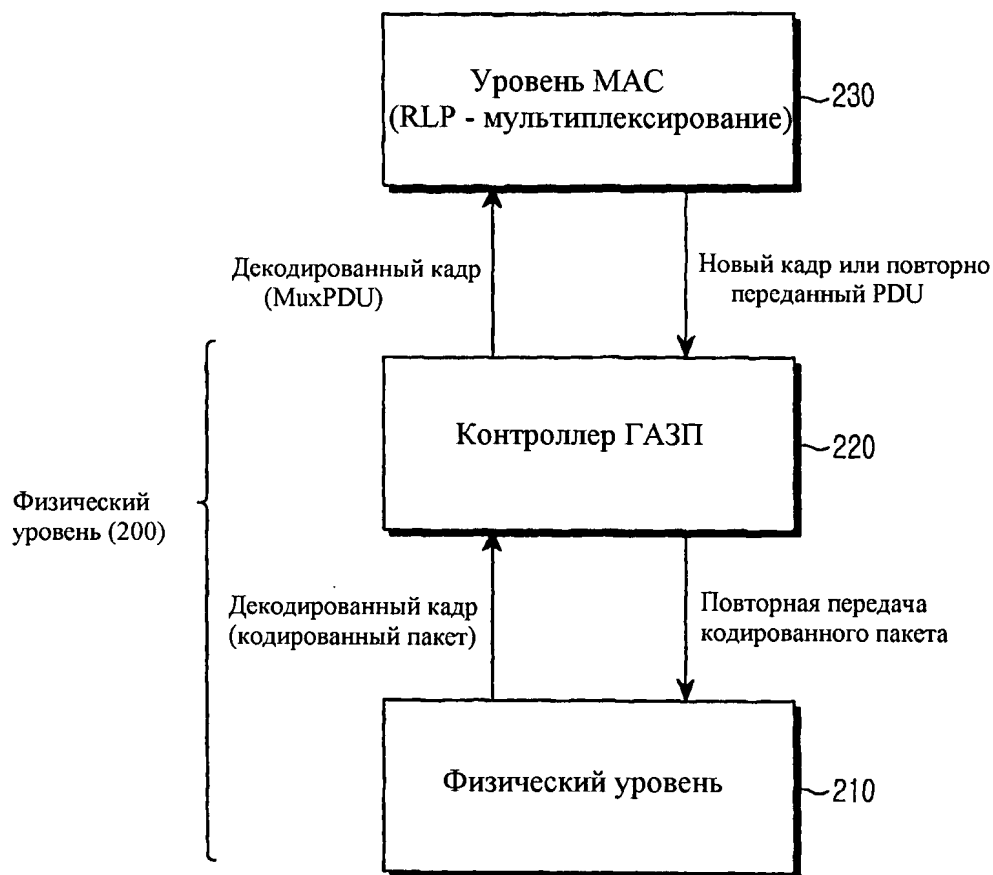 Уровень MAC
(RLP - мультиплексирование)
230
Декодированный кадр
(MuxPDU)
Новый кадр или повторно
переданный PDU
Контроллер ГАЗП
220
Физический
уровень (200)
Декодированный кадр
(кодированный пакет)
Повторная передача
кодированного пакета
Физический уровень
210